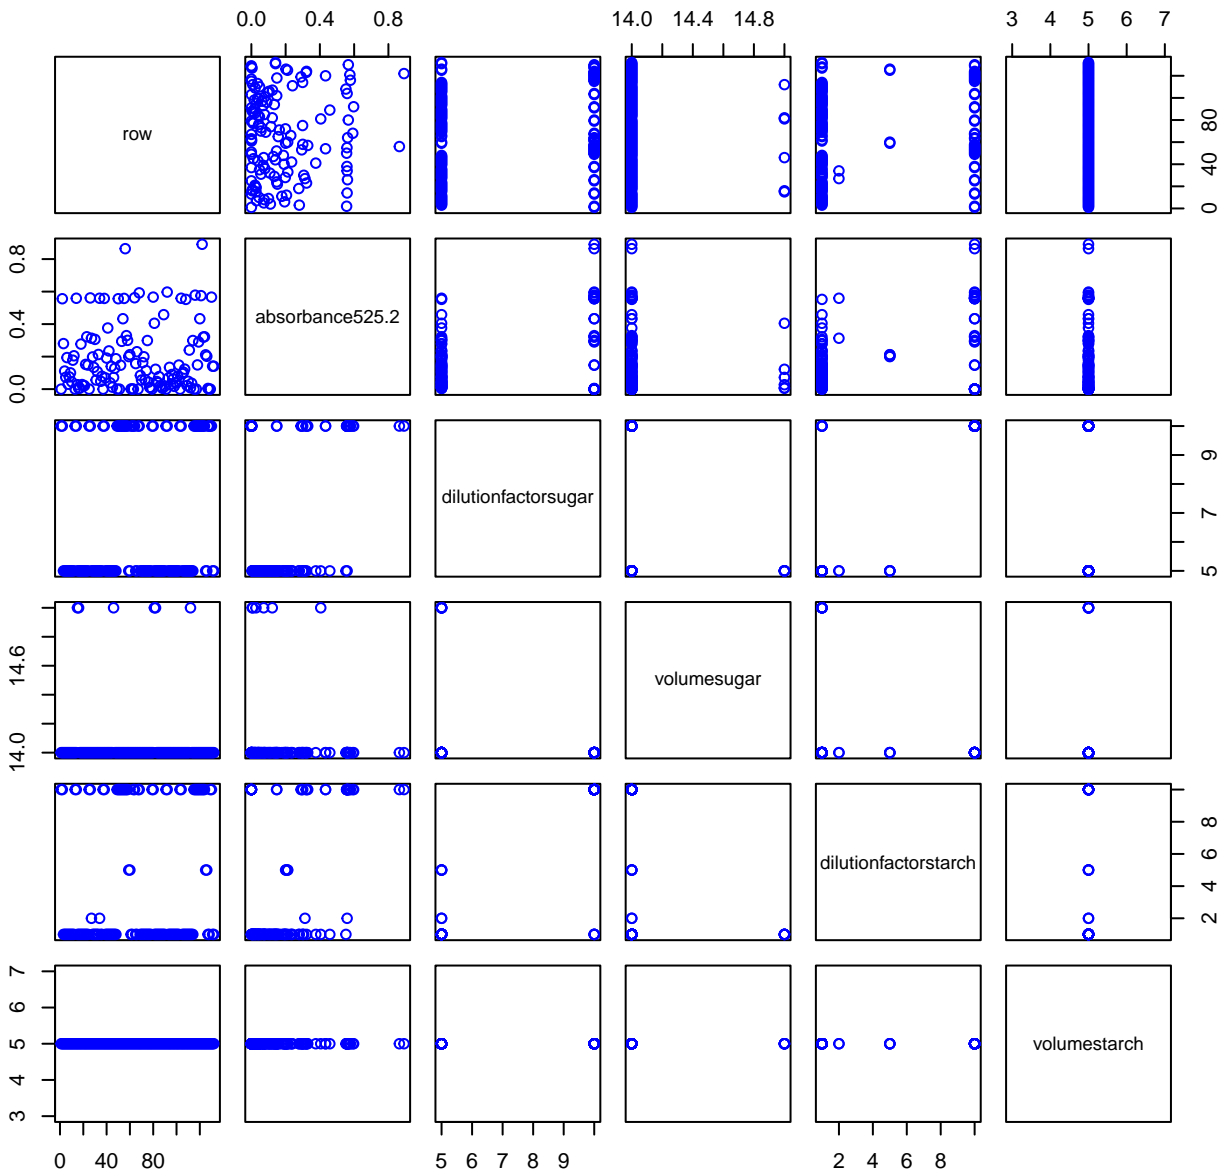 0.0 0.4 0.8 14.0 14.4 14.8 3 4 5 6 7
row
0 40 80
0.0 0.4 0.8
absorbance525.2
dilutionfactorsugar
5 7 9
14.0 14.6
volumesugar
dilutionfactorstarch
2 4 6 8
3 4 5 6 7
volumestarch
0 40 80 5 6 7 8 9 2 4 6 8